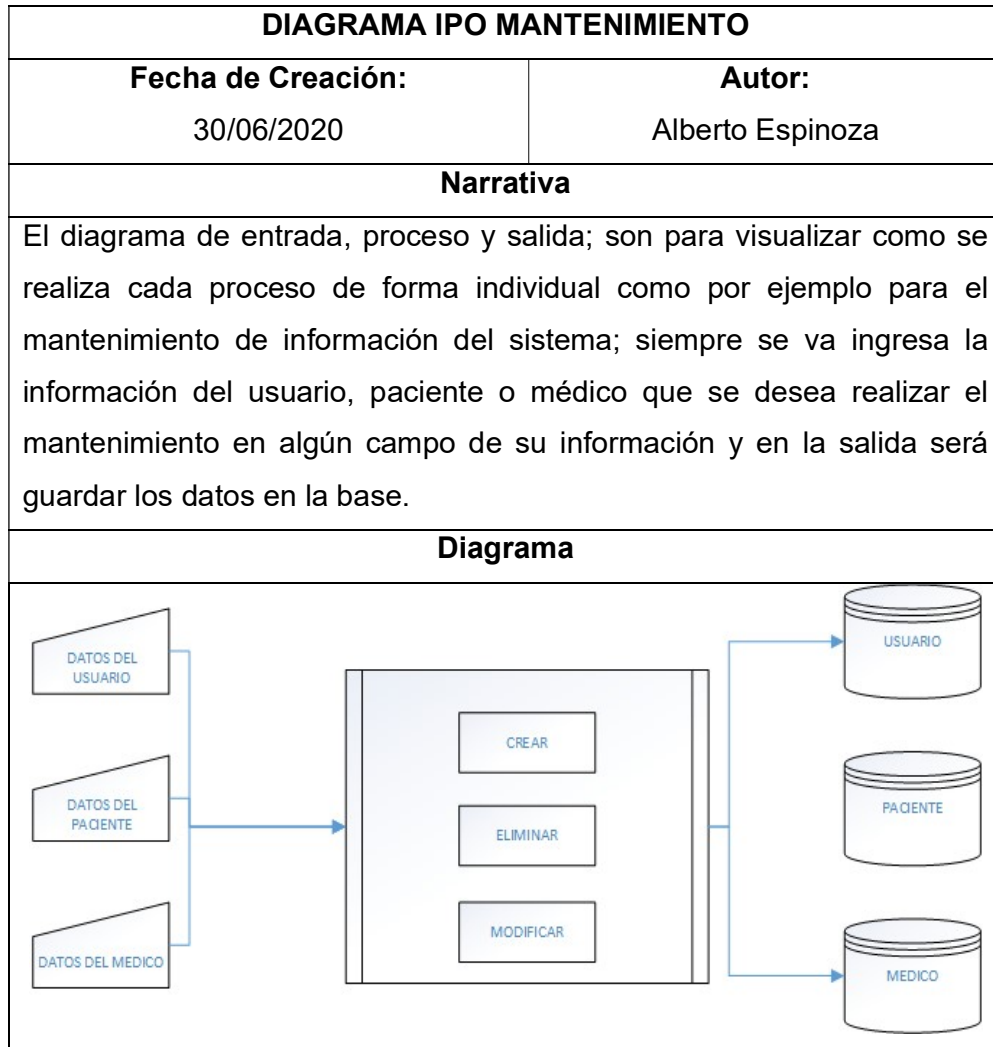 DIAGRAMA IPO MANTENIMIENTO
Fecha de Creación:
30/06/2020
Autor:
Alberto Espinoza
Narrativa
El diagrama de entrada, proceso y salida; son para visualizar como se
realiza cada proceso de forma individual como por ejemplo para el
mantenimiento de información del sistema; siempre se va ingresa la
información del usuario, paciente o médico que se desea realizar el
mantenimiento en algún campo de su información y en la salida será
guardar los datos en la base.
Diagrama
DATOS DEL
USUARIO
DATOS DEL
PACIENTE
DATOS DEL MEDICO
CREAR
ELIMINAR
MODIFICAR
USUARIO
PACIENTE
MEDICO